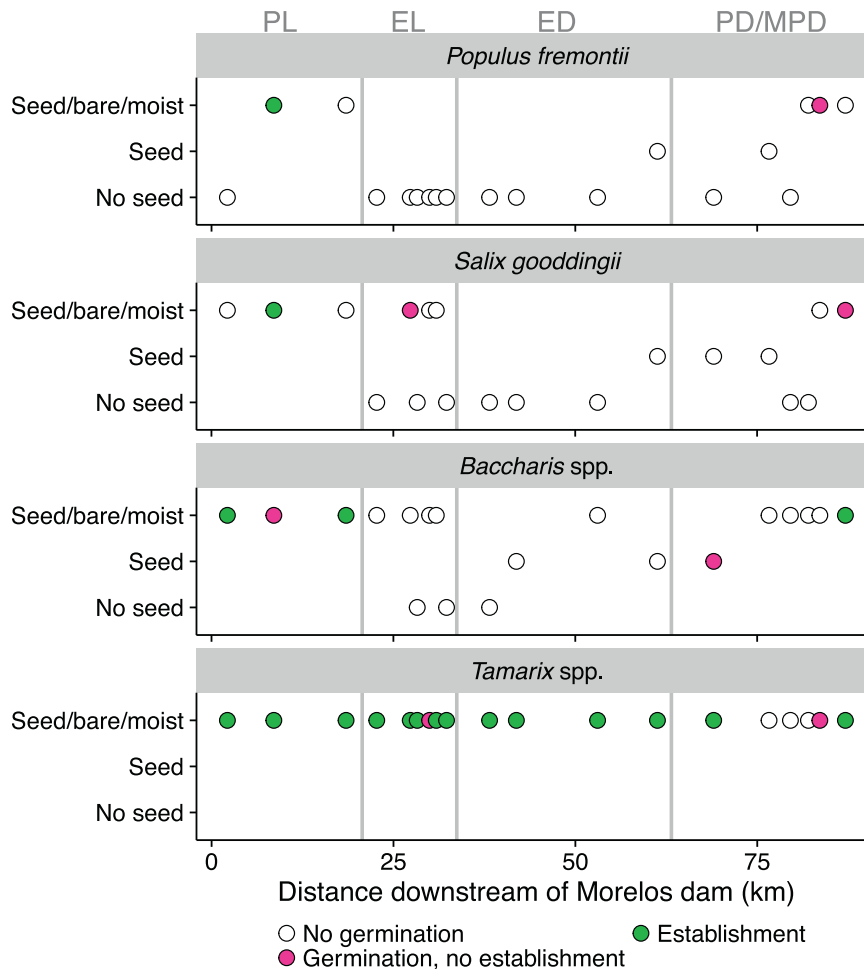 PL EL ED PD/MPD
Populus fremontii
Seed/bare/moist
Seed
No seed
Salix gooddingii
Seed/bare/moist
Seed
No seed
Baccharis spp.
Seed/bare/moist
Seed
No seed
Tamarix spp.
Seed/bare/moist
Seed
No seed
0 25 50 75
Distance downstream of Morelos dam (km)
No germination Establishment
Germination, no establishment